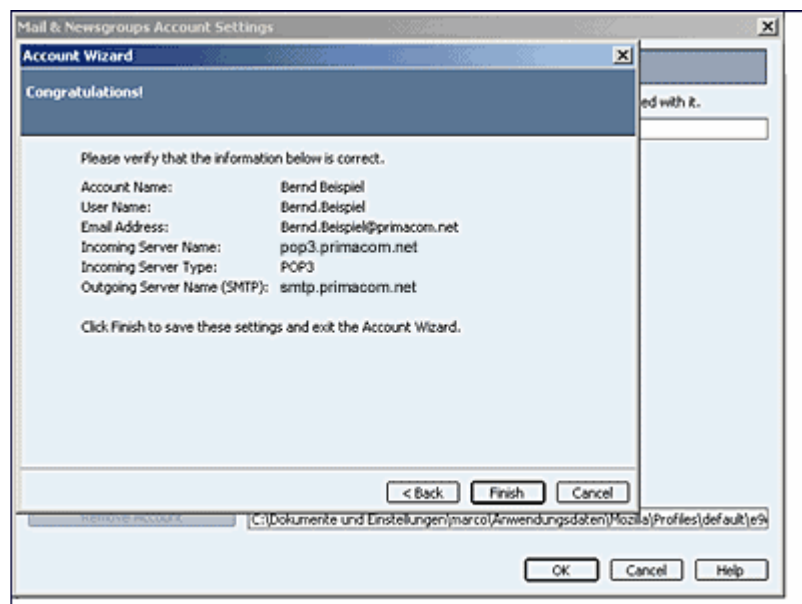 Mail & Newsgroups Account Settings
Account Wizard
Congratulations!
ed with it.
Please verify that the information below is correct.
Account Name: Bernd Beispiel
User Name: Bernd.Beispiel
Email Address: Bernd.Beispiel@primacom.net
Incoming Server Name: pop3.primacom.net
Incoming Server Type: POP3
Outgoing Server Name (SMTP): smtp.primacom.net
Click Finish to save these settings and exit the Account Wizard.
< Back Finish Cancel
Remove Account C:\Dokumente und Einstellungen\marco\Anwendungsdaten\Mozilla\Profiles\default\e9
OK Cancel Help